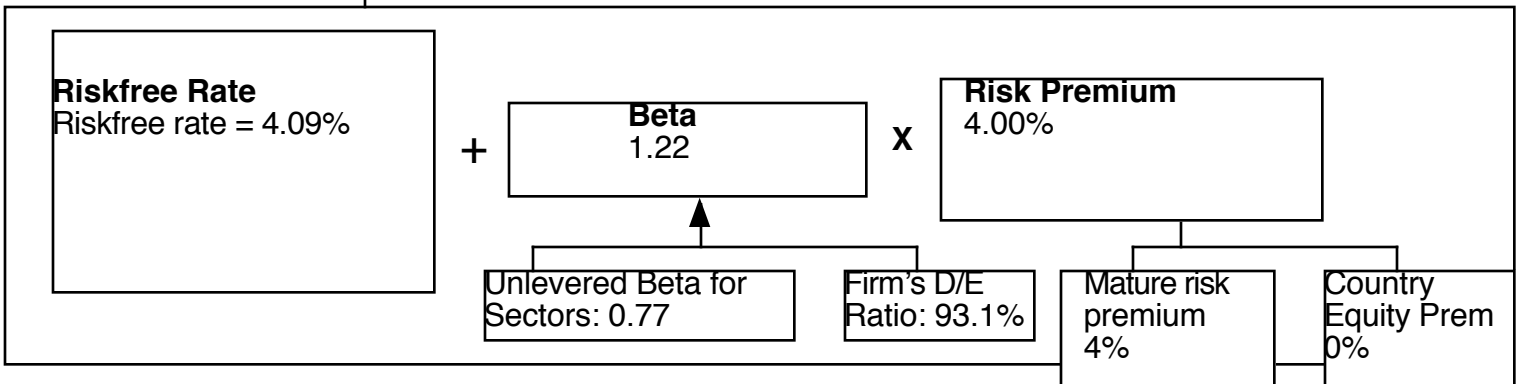 Riskfree Rate
Riskfree rate = 4.09%
+
Beta
1.22
X
Risk Premium
4.00%
Unlevered Beta for
Sectors: 0.77
Firm's D/E
Ratio: 93.1%
Mature risk
premium
4%
Country
Equity Prem
0%